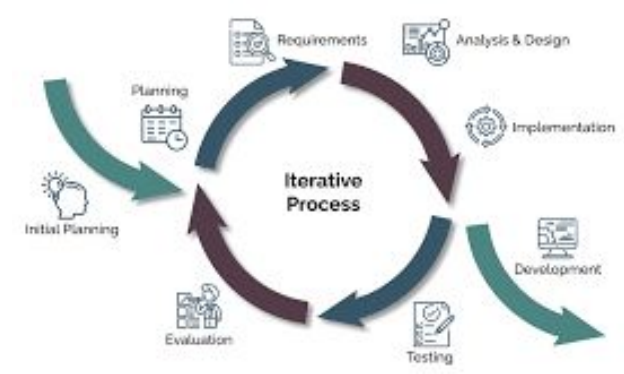 Requirements
Analysis & Design
Planning
Implementation
Iterative
Process
Initial Planning
Development
Evaluation
Testing